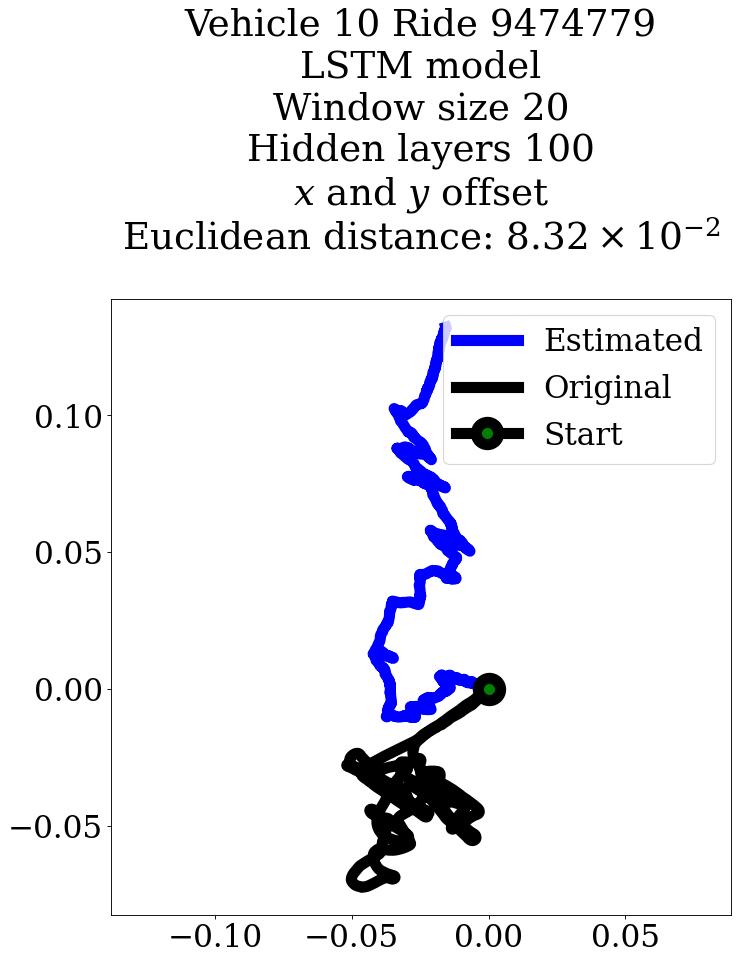 Vehicle 10 Ride 9474779
LSTM model
Window size 20
Hidden layers 100
x and y offset
Euclidean distance: 8.32 × 10⁻²
Estimated
Original
Start
0.10
0.05
0.00
−0.05
−0.10 −0.05 0.00 0.05